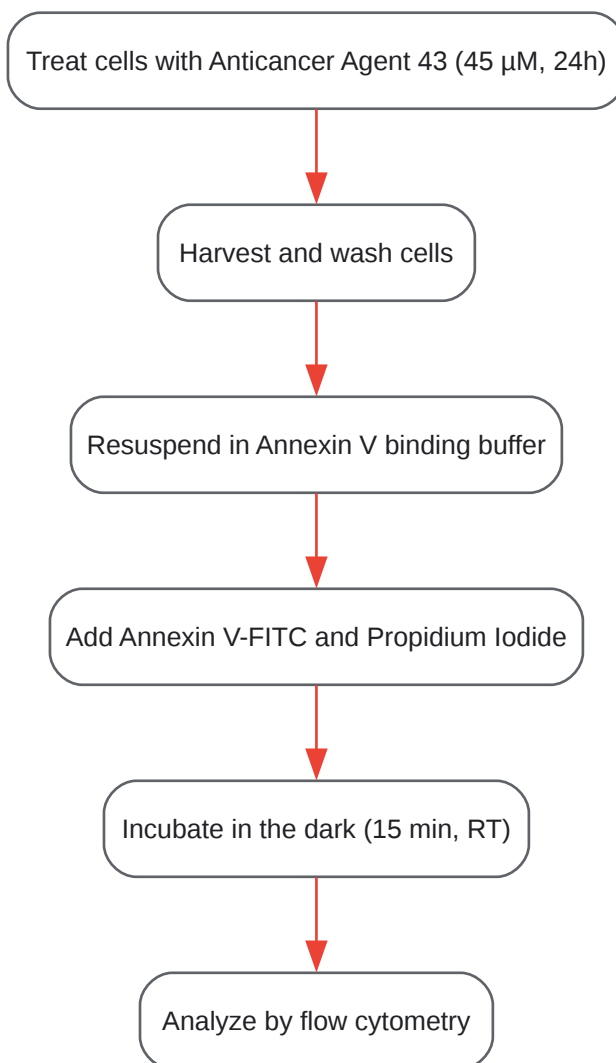 Treat cells with Anticancer Agent 43 (45 µM, 24h)
Harvest and wash cells
Resuspend in Annexin V binding buffer
Add Annexin V-FITC and Propidium Iodide
Incubate in the dark (15 min, RT)
Analyze by flow cytometry